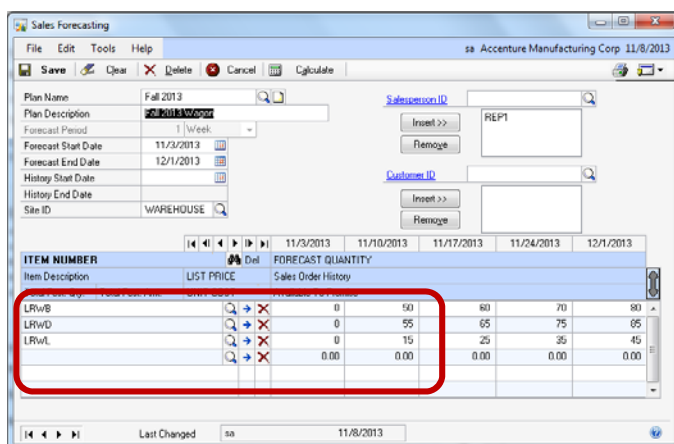 Sales Forecasting
File Edit Tools Help sa Accenture Manufacturing Corp 11/8/2013
Save Clear Delete Cancel Calculate
Plan Name Fall 2013 Salesperson ID
Plan Description Fall 2013 Wagon Insert >> REP1
Forecast Period 1 Week
Forecast Start Date 11/3/2013 Remove
Forecast End Date 12/1/2013
History Start Date Customer ID
History End Date Insert >>
Site ID WAREHOUSE Remove
11/3/2013 11/10/2013 11/17/2013 11/24/2013 12/1/2013
ITEM NUMBER Del FORECAST QUANTITY
Item Description LIST PRICE Sales Order History
LRWB 0 50 60 70 80
LRWD 0 55 65 75 85
LRWL 0 15 25 35 45
0.00 0.00 0.00 0.00 0.00
Last Changed sa 11/8/2013